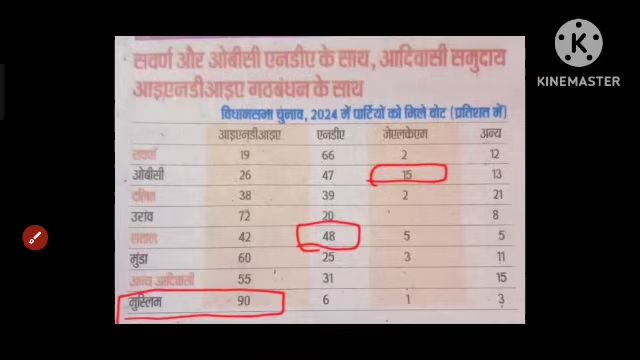 KINEMASTER
सवर्ण और ओबीसी एनडीए के साथ, आदिवासी समुदाय
आइएनडीआइए गठबंधन के साथ
विधानसभा चुनाव, 2024 में पार्टियों को मिले वोट (प्रतिशत में)
आइएनडीआइए एनडीए जेएलकेएम अन्य
सवर्ण 19 66 2 12
ओबीसी 26 47 15 13
दलित 38 39 2 21
उरांव 72 20 8
संताल 42 48 5 5
मुंडा 60 25 3 11
अन्य आदिवासी 55 31 15
मुस्लिम 90 6 1 3